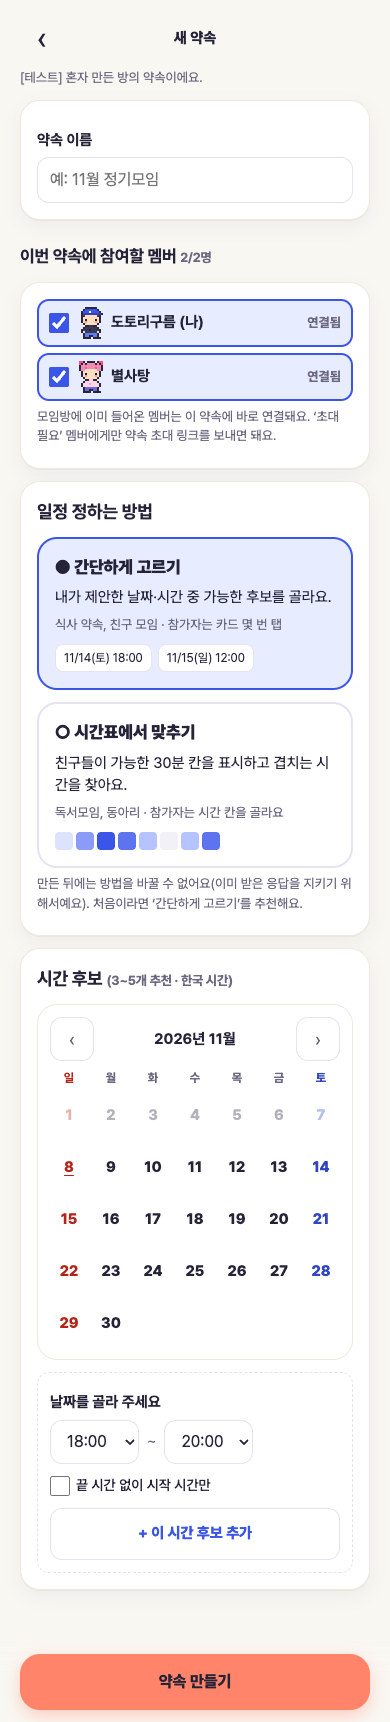 ‹ 새 약속
[테스트] 혼자 만든 방의 약속이에요.
약속 이름
예: 11월 정기모임
이번 약속에 참여할 멤버 2/2명
도토리구름 (나) 연결됨
별사탕 연결됨
모임방에 이미 들어온 멤버는 이 약속에 바로 연결돼요. ‘초대
필요’ 멤버에게만 약속 초대 링크를 보내면 돼요.
일정 정하는 방법
● 간단하게 고르기
내가 제안한 날짜·시간 중 가능한 후보를 골라요.
식사 약속, 친구 모임 · 참가자는 카드 몇 번 탭
11/14(토) 18:00 11/15(일) 12:00
○ 시간표에서 맞추기
친구들이 가능한 30분 칸을 표시하고 겹치는 시
간을 찾아요.
독서모임, 동아리 · 참가자는 시간 칸을 골라요
만든 뒤에는 방법을 바꿀 수 없어요(이미 받은 응답을 지키기 위
해서예요). 처음이라면 ‘간단하게 고르기’를 추천해요.
시간 후보 (3~5개 추천 · 한국 시간)
‹ 2026년 11월 ›
일 월 화 수 목 금 토
1 2 3 4 5 6 7
8 9 10 11 12 13 14
15 16 17 18 19 20 21
22 23 24 25 26 27 28
29 30
날짜를 골라 주세요
18:00 ~ 20:00
끝 시간 없이 시작 시간만
+ 이 시간 후보 추가
약속 만들기